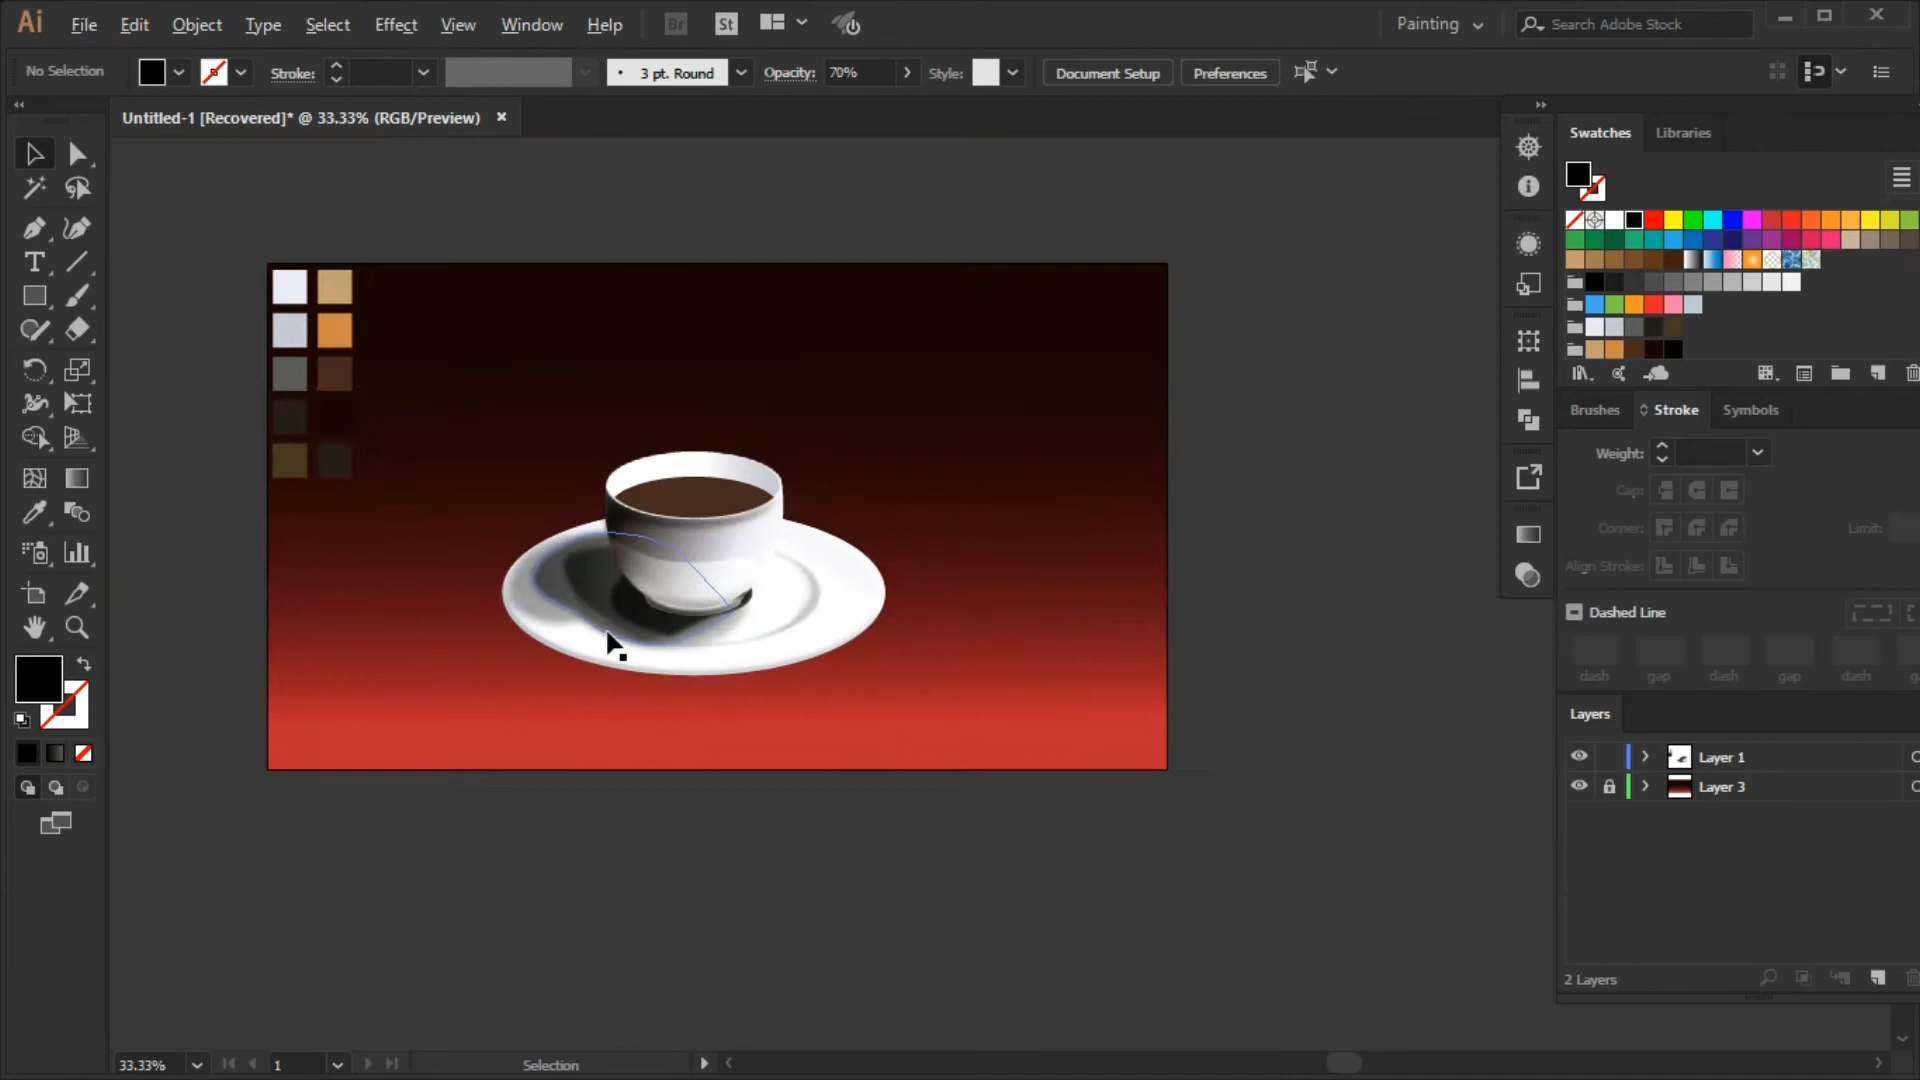 Ai File Edit Object Type Select Effect View Window Help Br St Painting Search Adobe Stock
No Selection Stroke: 3 pt. Round Opacity: 70% Style: Document Setup Preferences
Untitled-1 [Recovered]* @ 33.33% (RGB/Preview)
Swatches Libraries
Brushes Stroke Symbols
Weight:
Cap:
Corner: Limit:
Align Stroke:
Dashed Line
dash gap dash gap dash
Layers
Layer 1
Layer 3
2 Layers
33.33% 1 Selection